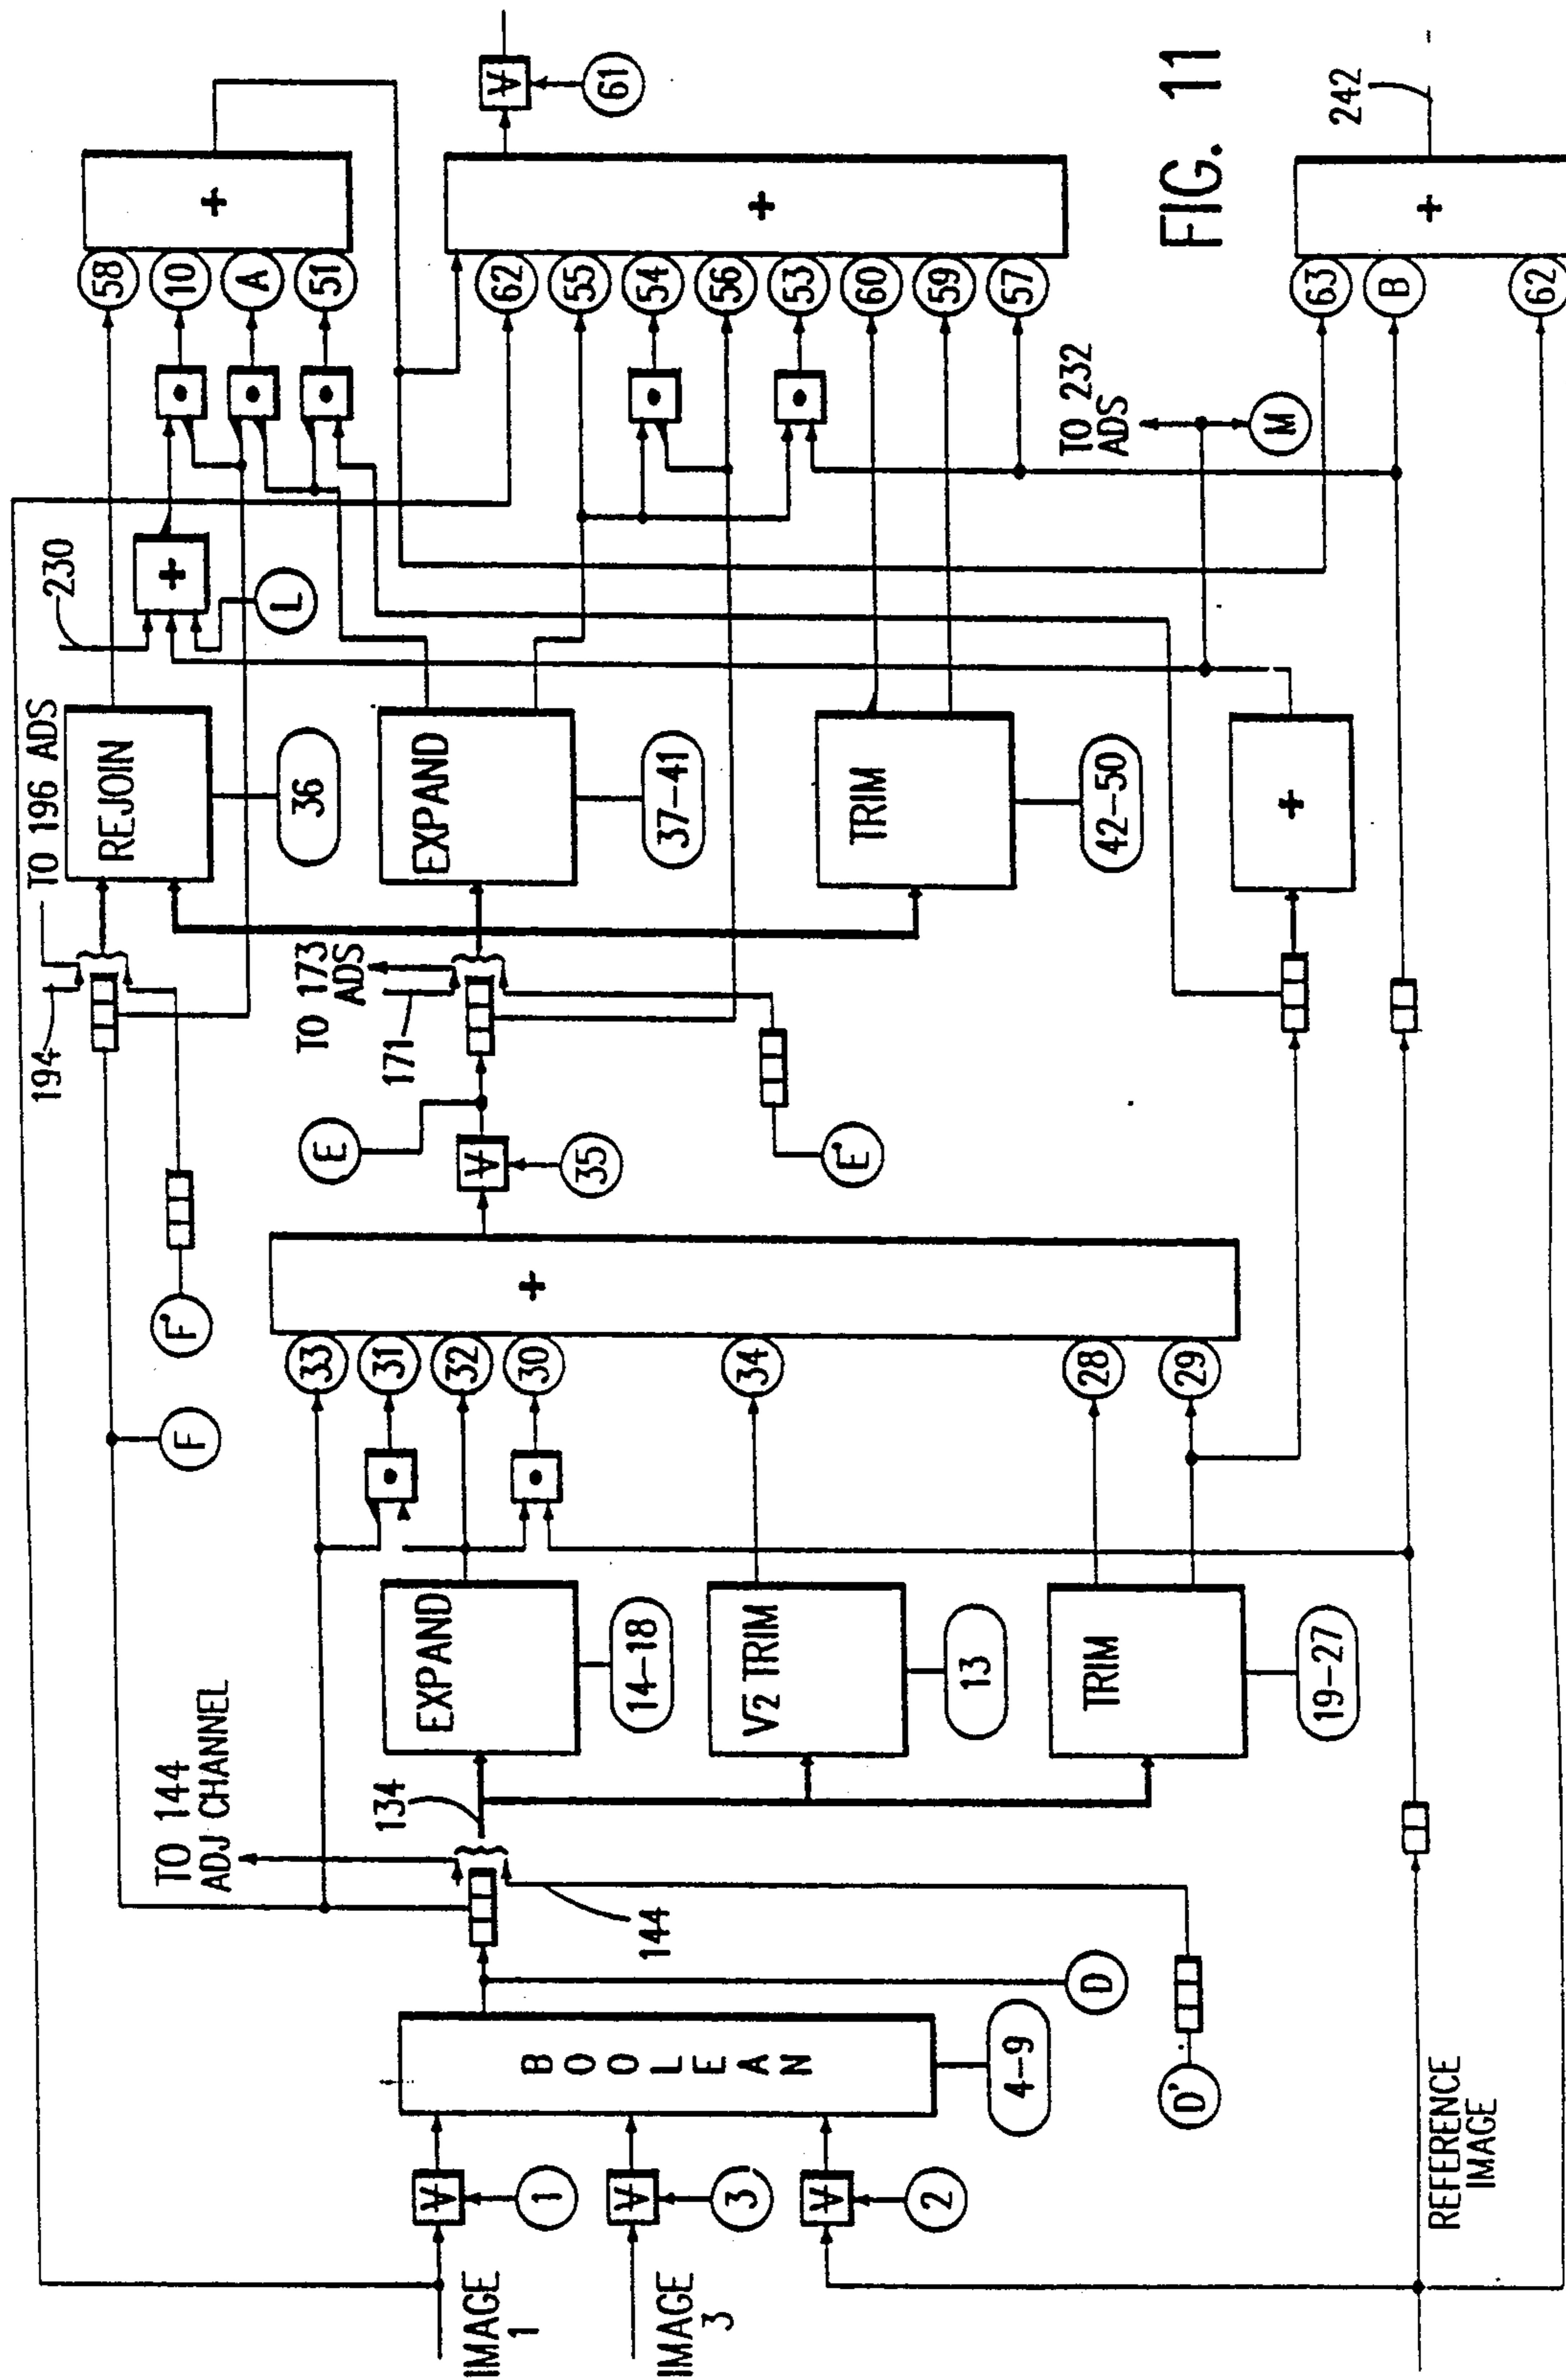 FIG. 11
IMAGE
1
IMAGE
3
REFERENCE
IMAGE
1
3
2
BOOLEAN
4–9
D
D'
144
TO 144
ADJ CHANNEL
134
EXPAND
14–18
V2 TRIM
13
TRIM
19–27
F
F'
33
31
32
30
34
28
29
+
35
E
E'
194
TO 196 ADS
TO 173
ADS
171
REJOIN
36
EXPAND
37–41
TRIM
42–50
+
230
+
L
TO 232
ADS
M
58
10
A
51
+
62
55
54
56
53
60
59
57
+
61
63
B
62
+
242